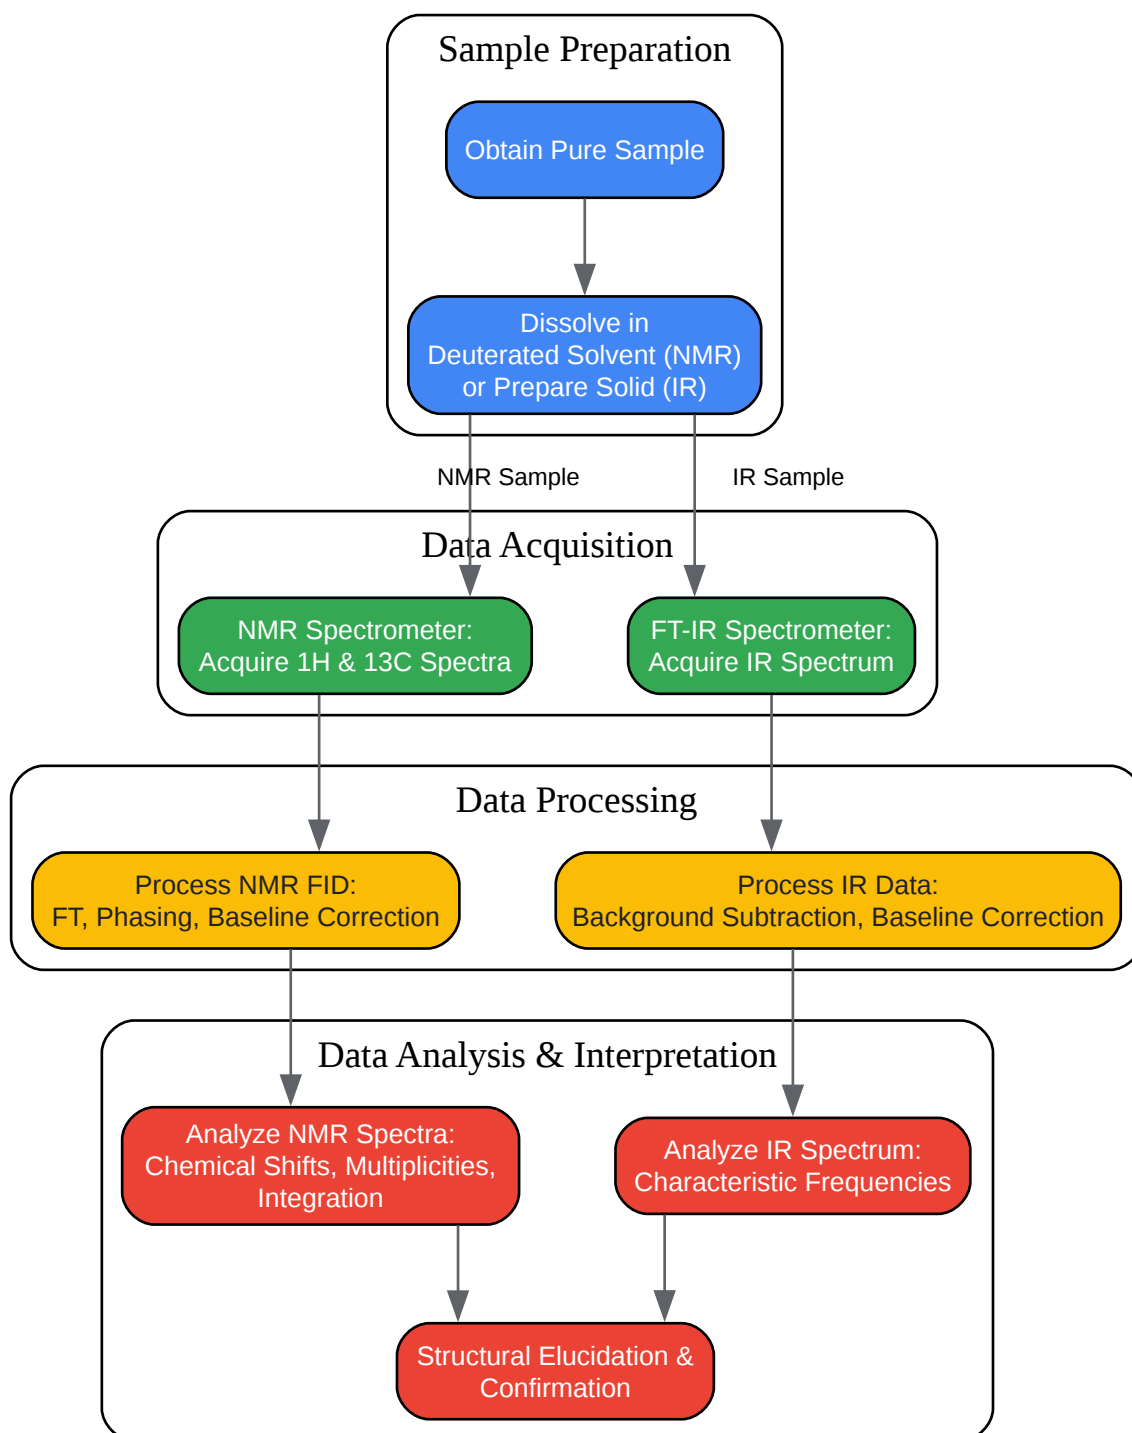 Sample Preparation
Obtain Pure Sample
Dissolve in
Deuterated Solvent (NMR)
or Prepare Solid (IR)
NMR Sample
IR Sample
Data Acquisition
NMR Spectrometer:
Acquire 1H & 13C Spectra
FT-IR Spectrometer:
Acquire IR Spectrum
Data Processing
Process NMR FID:
FT, Phasing, Baseline Correction
Process IR Data:
Background Subtraction, Baseline Correction
Data Analysis & Interpretation
Analyze NMR Spectra:
Chemical Shifts, Multiplicities,
Integration
Analyze IR Spectrum:
Characteristic Frequencies
Structural Elucidation &
Confirmation